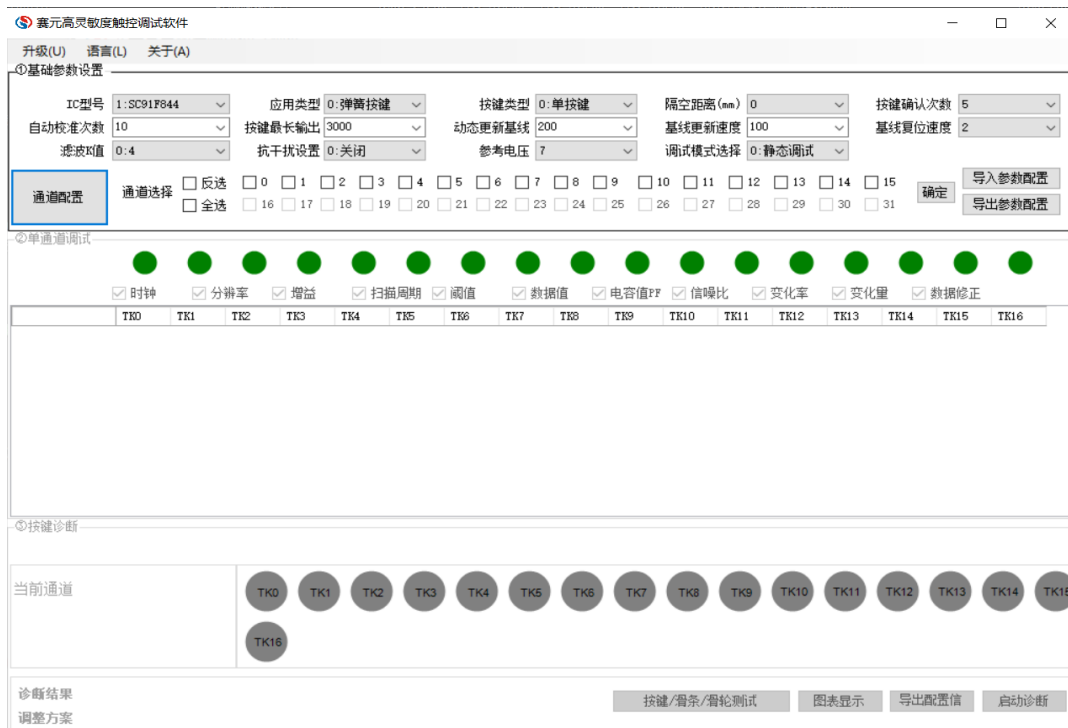 赛元高灵敏度触控调试软件
升级(U) 语言(L) 关于(A)
①基础参数设置
IC型号 1:SC91F844 应用类型 0:弹簧按键 按键类型 0:单按键 隔空距离(mm) 0 按键确认次数 5
自动校准次数 10 按键最长输出 3000 动态更新基线 200 基线更新速度 100 基线复位速度 2
滤波K值 0:4 抗干扰设置 0:关闭 参考电压 7 调试模式选择 0:静态调试
通道配置 通道选择 反选 0 1 2 3 4 5 6 7 8 9 10 11 12 13 14 15 确定 导入参数配置
全选 16 17 18 19 20 21 22 23 24 25 26 27 28 29 30 31 导出参数配置
②单通道调试
时钟 分辨率 增益 扫描周期 阈值 数据值 电容值PF 信噪比 变化率 变化量 数据修正
TK0 TK1 TK2 TK3 TK4 TK5 TK6 TK7 TK8 TK9 TK10 TK11 TK12 TK13 TK14 TK15 TK16
③按键诊断
当前通道 TK0 TK1 TK2 TK3 TK4 TK5 TK6 TK7 TK8 TK9 TK10 TK11 TK12 TK13 TK14 TK15
TK16
诊断结果
按键/滑条/滑轮测试 图表显示 导出配置信 启动诊断
调整方案